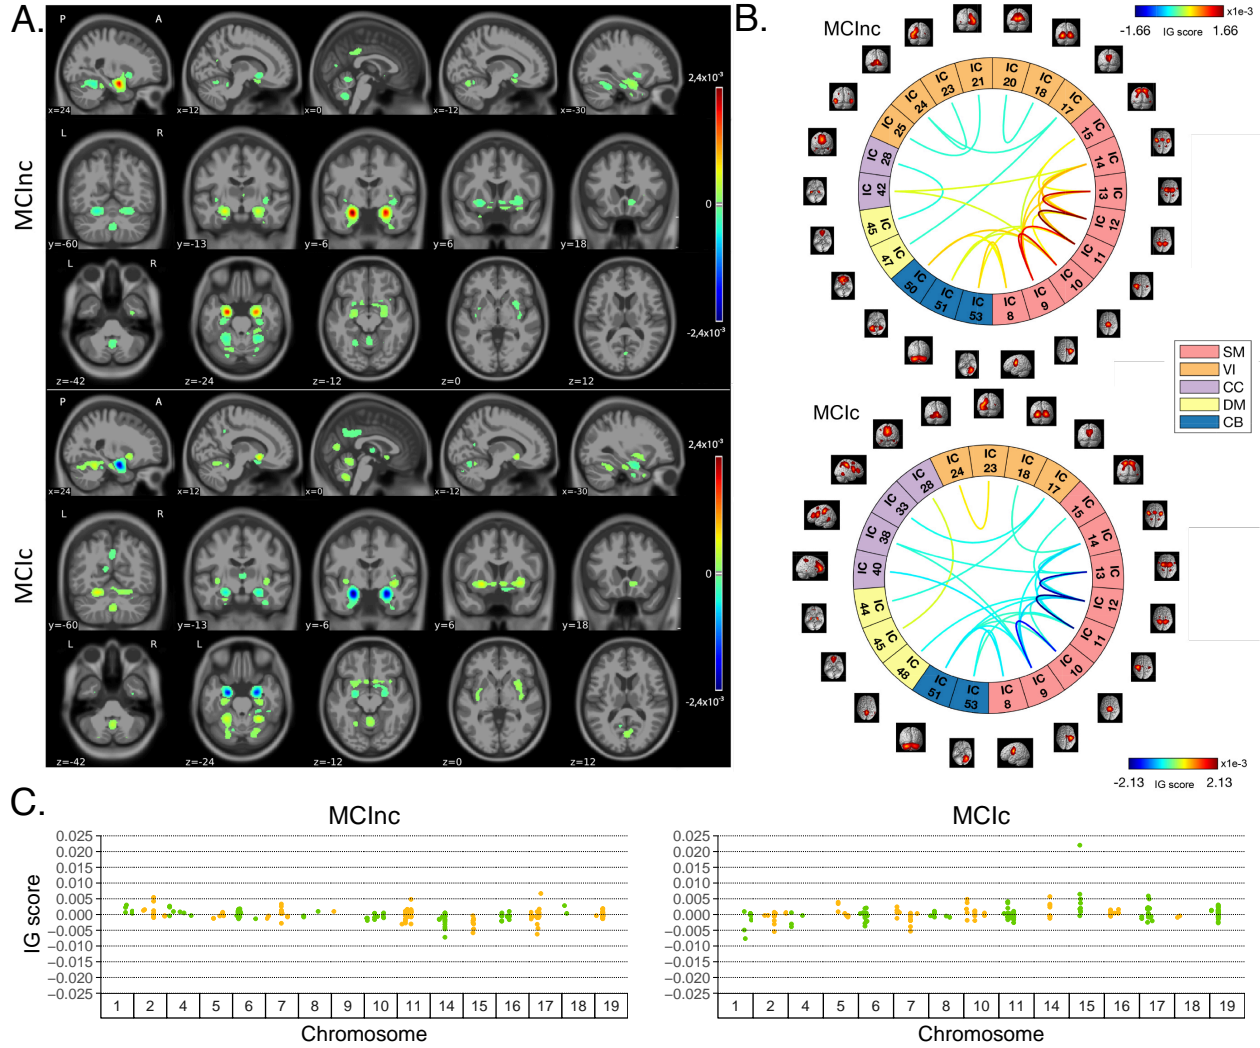 A.
P A
x=24 x=12 x=0 x=-12 x=-30
L R
y=-60 y=-13 y=-6 y=6 y=18
L R
z=-42 z=-24 z=-12 z=0 z=12
MCInc
2,4x10-3
0
-2,4x10-3
P A
x=24 x=12 x=0 x=-12 x=-30
L R
y=-60 y=-13 y=-6 y=6 y=18
L R L
z=-42 z=-24 z=-12 z=0 z=12
MCIc
2,4x10-3
0
-2,4x10-3
B.
MCInc
x1e-3
-1.66 IG score 1.66
IC 20
IC 18
IC 17
IC 15
IC 14
IC 13
IC 12
IC 11
IC 10
IC 9
IC 8
IC 53
IC 51
IC 50
IC 47
IC 45
IC 42
IC 28
IC 25
IC 24
IC 23
IC 21
SM
VI
CC
DM
CB
MCIc
IC 23
IC 18
IC 17
IC 15
IC 14
IC 13
IC 12
IC 11
IC 10
IC 9
IC 8
IC 53
IC 51
IC 48
IC 45
IC 44
IC 40
IC 38
IC 33
IC 28
IC 24
x1e-3
-2.13 IG score 2.13
C.
MCInc
IG score
0.025
0.020
0.015
0.010
0.005
0.000
−0.005
−0.010
−0.015
−0.020
−0.025
1 2 4 5 6 7 8 9 10 11 14 15 16 17 18 19
Chromosome
MCIc
0.025
0.020
0.015
0.010
0.005
0.000
−0.005
−0.010
−0.015
−0.020
−0.025
1 2 4 5 6 7 8 10 11 14 15 16 17 18 19
Chromosome